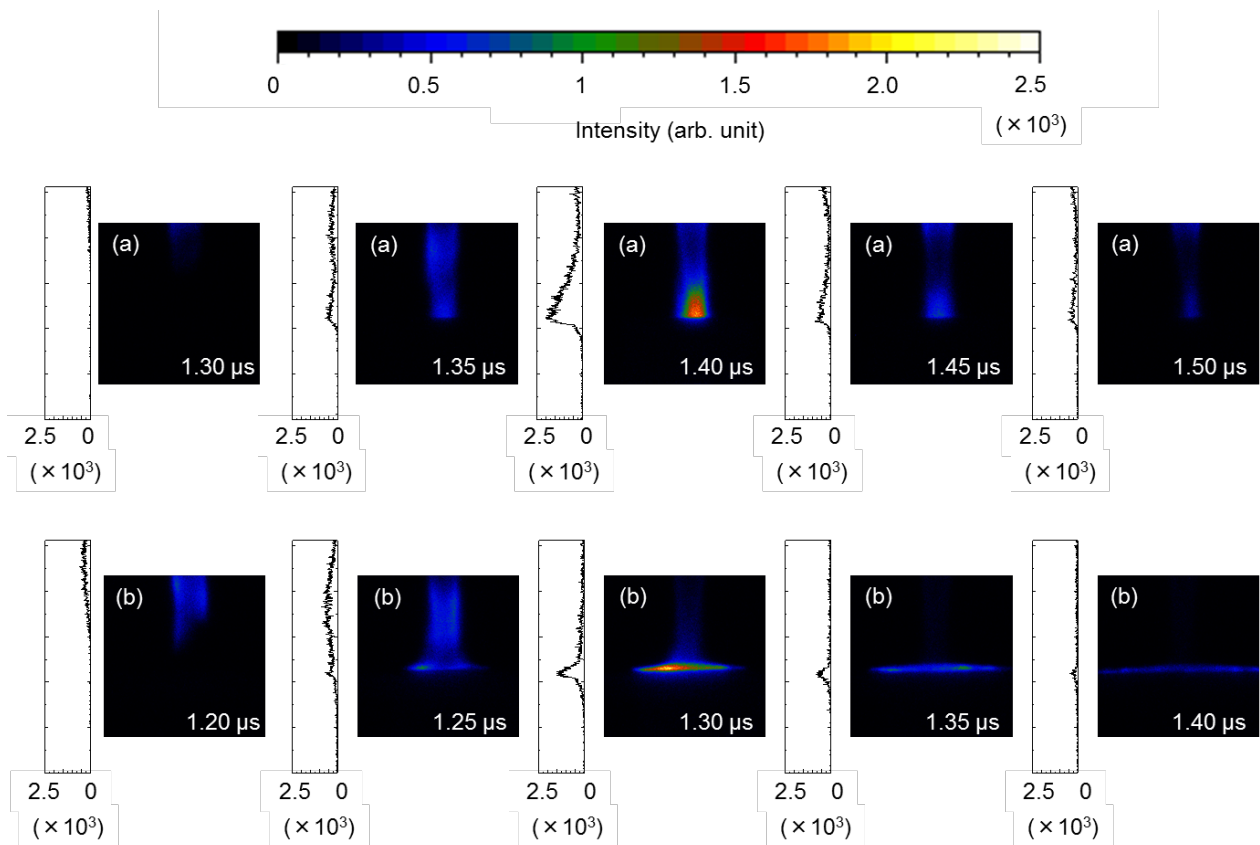 0 0.5 1 1.5 2.0 2.5
Intensity (arb. unit) (×10³)
(a) (a) (a) (a) (a)
1.30 µs 1.35 µs 1.40 µs 1.45 µs 1.50 µs
2.5 0 2.5 0 2.5 0 2.5 0 2.5 0
(×10³) (×10³) (×10³) (×10³) (×10³)
(b) (b) (b) (b) (b)
1.20 µs 1.25 µs 1.30 µs 1.35 µs 1.40 µs
2.5 0 2.5 0 2.5 0 2.5 0 2.5 0
(×10³) (×10³) (×10³) (×10³) (×10³)